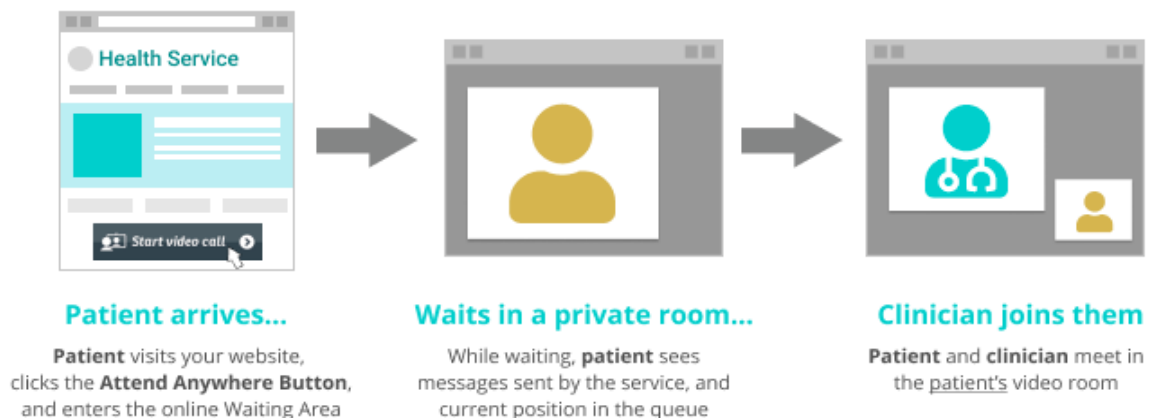 Health Service
Start video call
Patient arrives...
Patient visits your website,
clicks the Attend Anywhere Button,
and enters the online Waiting Area
Waits in a private room...
While waiting, patient sees
messages sent by the service, and
current position in the queue
Clinician joins them
Patient and clinician meet in
the patient's video room